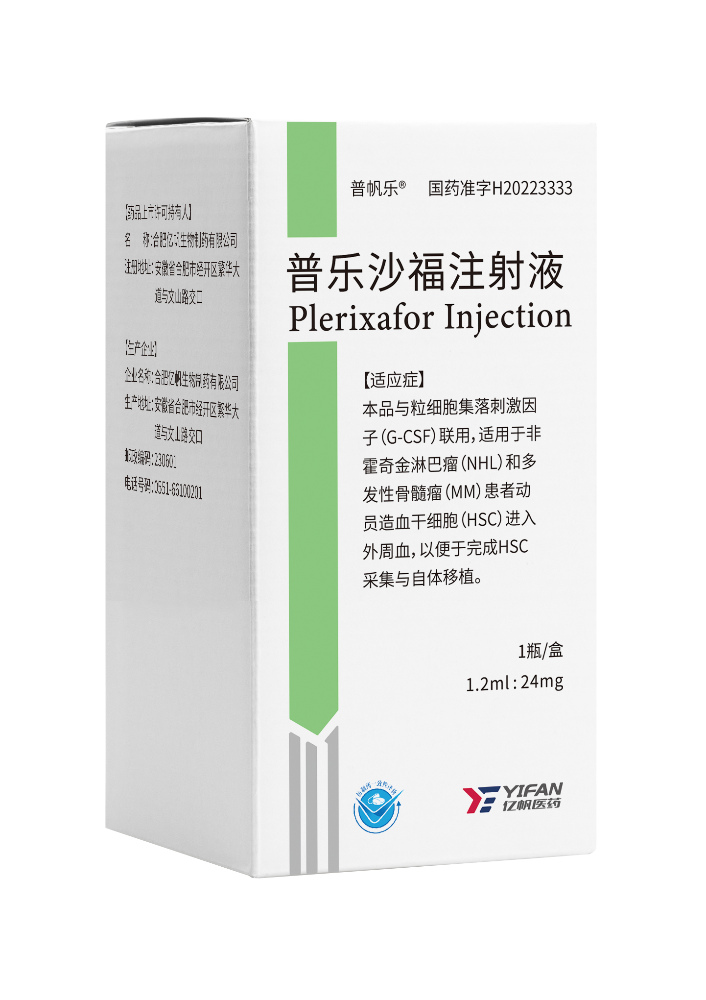 普帆乐® 国药准字H20223333
普乐沙福注射液
Plerixafor Injection
【适应症】
本品与粒细胞集落刺激因
子(G-CSF)联用,适用于非
霍奇金淋巴瘤(NHL)和多
发性骨髓瘤(MM)患者动
员造血干细胞(HSC)进入
外周血,以便于完成HSC
采集与自体移植。
1瓶/盒
1.2ml:24mg
仿制药一致性评价
YIFAN
亿帆医药
【药品上市许可持有人】
名 称:合肥亿帆生物制药有限公司
注册地址:安徽省合肥市经开区繁华大
道与文山路交口
【生产企业】
企业名称:合肥亿帆生物制药有限公司
生产地址:安徽省合肥市经开区繁华大
道与文山路交口
邮政编码:230601
电话号码:0551-66100201